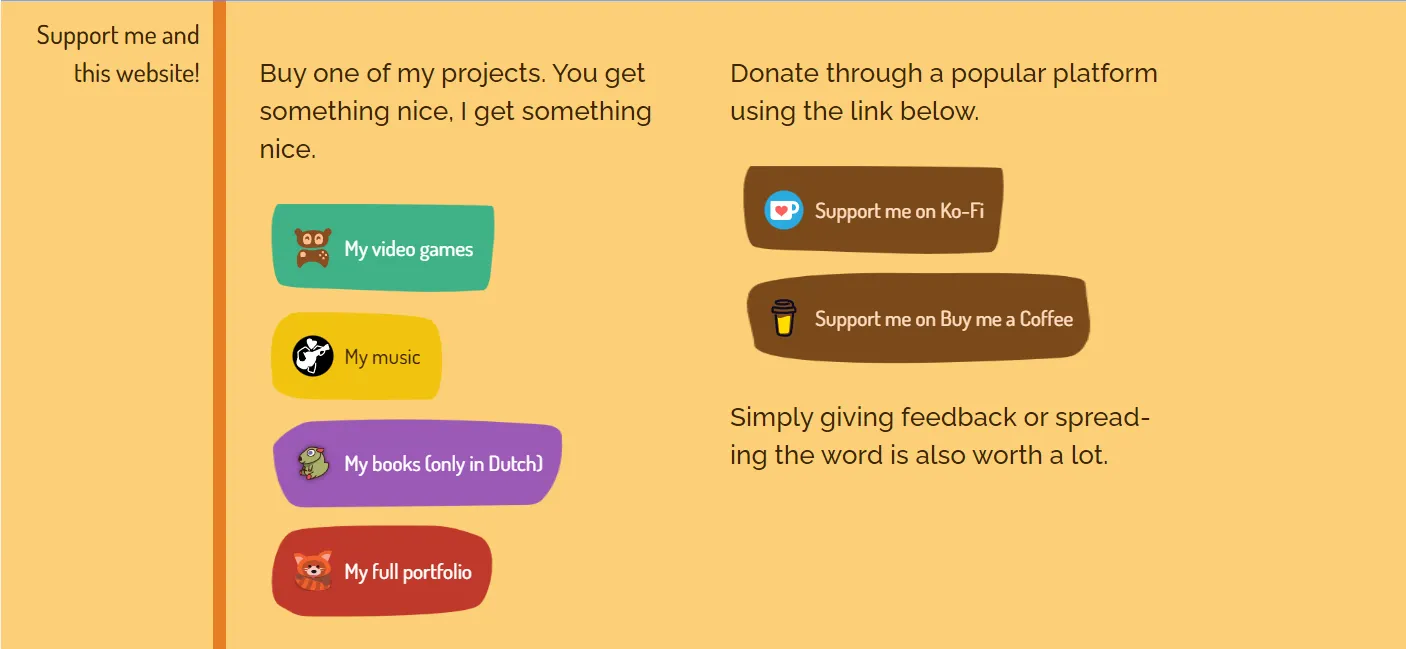 Support me and
this website!
Buy one of my projects. You get
something nice, I get something
nice.
My video games
My music
My books (only in Dutch)
My full portfolio
Donate through a popular platform
using the link below.
Support me on Ko-Fi
Support me on Buy me a Coffee
Simply giving feedback or spread-
ing the word is also worth a lot.